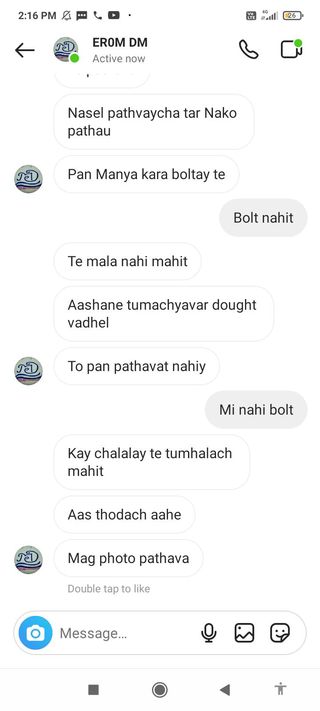 2:16 PM
26
ER0M DM
Active now
Nasel pathvaycha tar Nako
pathau
Pan Manya kara boltay te
Bolt nahit
Te mala nahi mahit
Aashane tumachyavar dought
vadhel
To pan pathavat nahiy
Mi nahi bolt
Kay chalalay te tumhalach
mahit
Aas thodach aahe
Mag photo pathava
Double tap to like
Message...